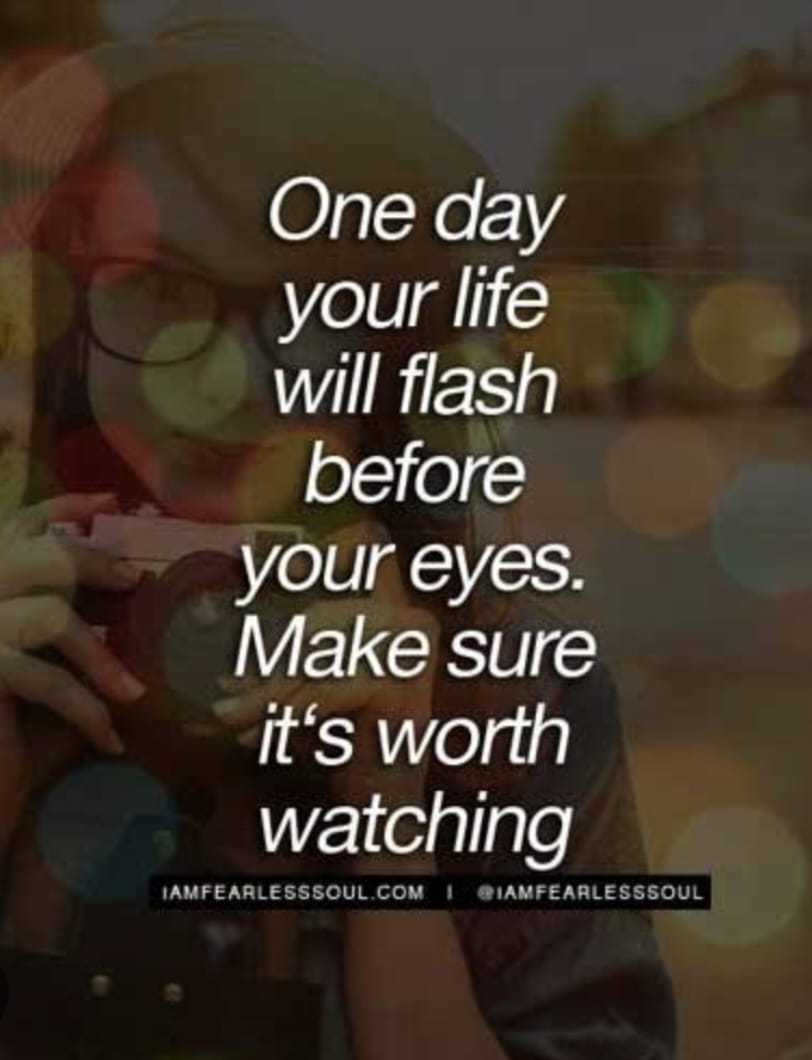 One day
your life
will flash
before
your eyes.
Make sure
it‘s worth
watching
IAMFEARLESSSOUL.COM I @IAMFEARLESSSOUL